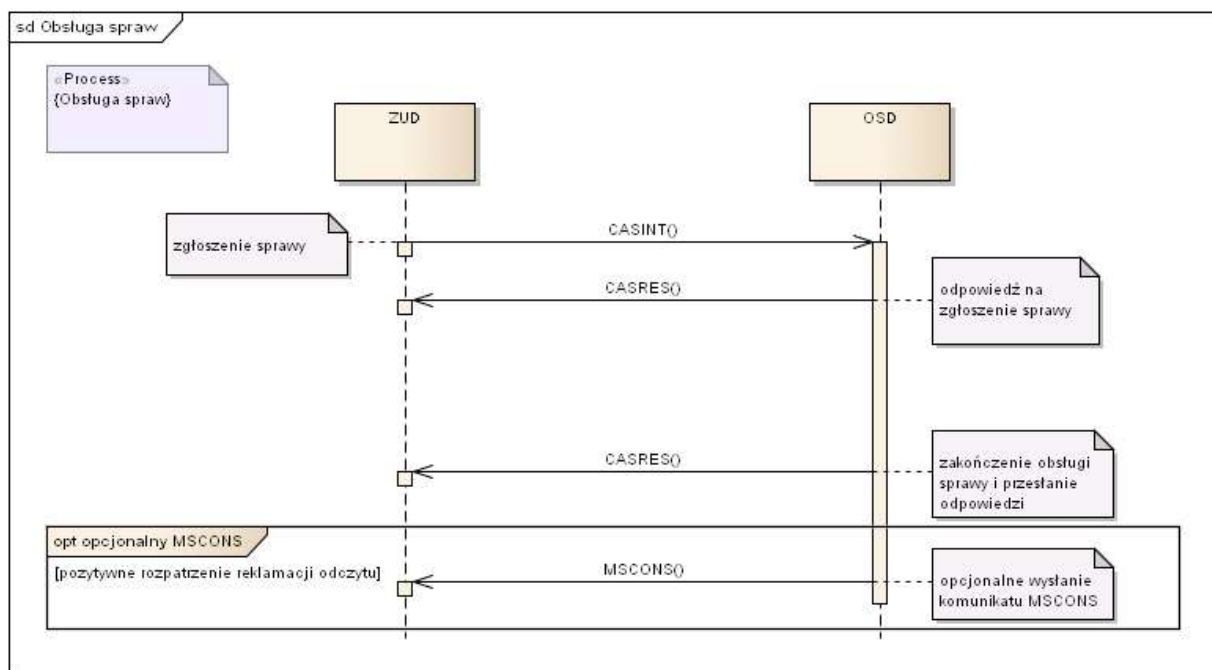 sd Obsługa spraw
«Process»
{Obsługa spraw}
ZUD
OSD
zgłoszenie sprawy
CASINT()
CASRES()
odpowiedź na
zgłoszenie sprawy
CASRES()
zakończenie obsługi
sprawy i przesłanie
odpowiedzi
opt opcjonalny MSCONS
[pozytywne rozpatrzenie reklamacji odczytu]
MSCONS()
opcjonalne wysłanie
komunikatu MSCONS